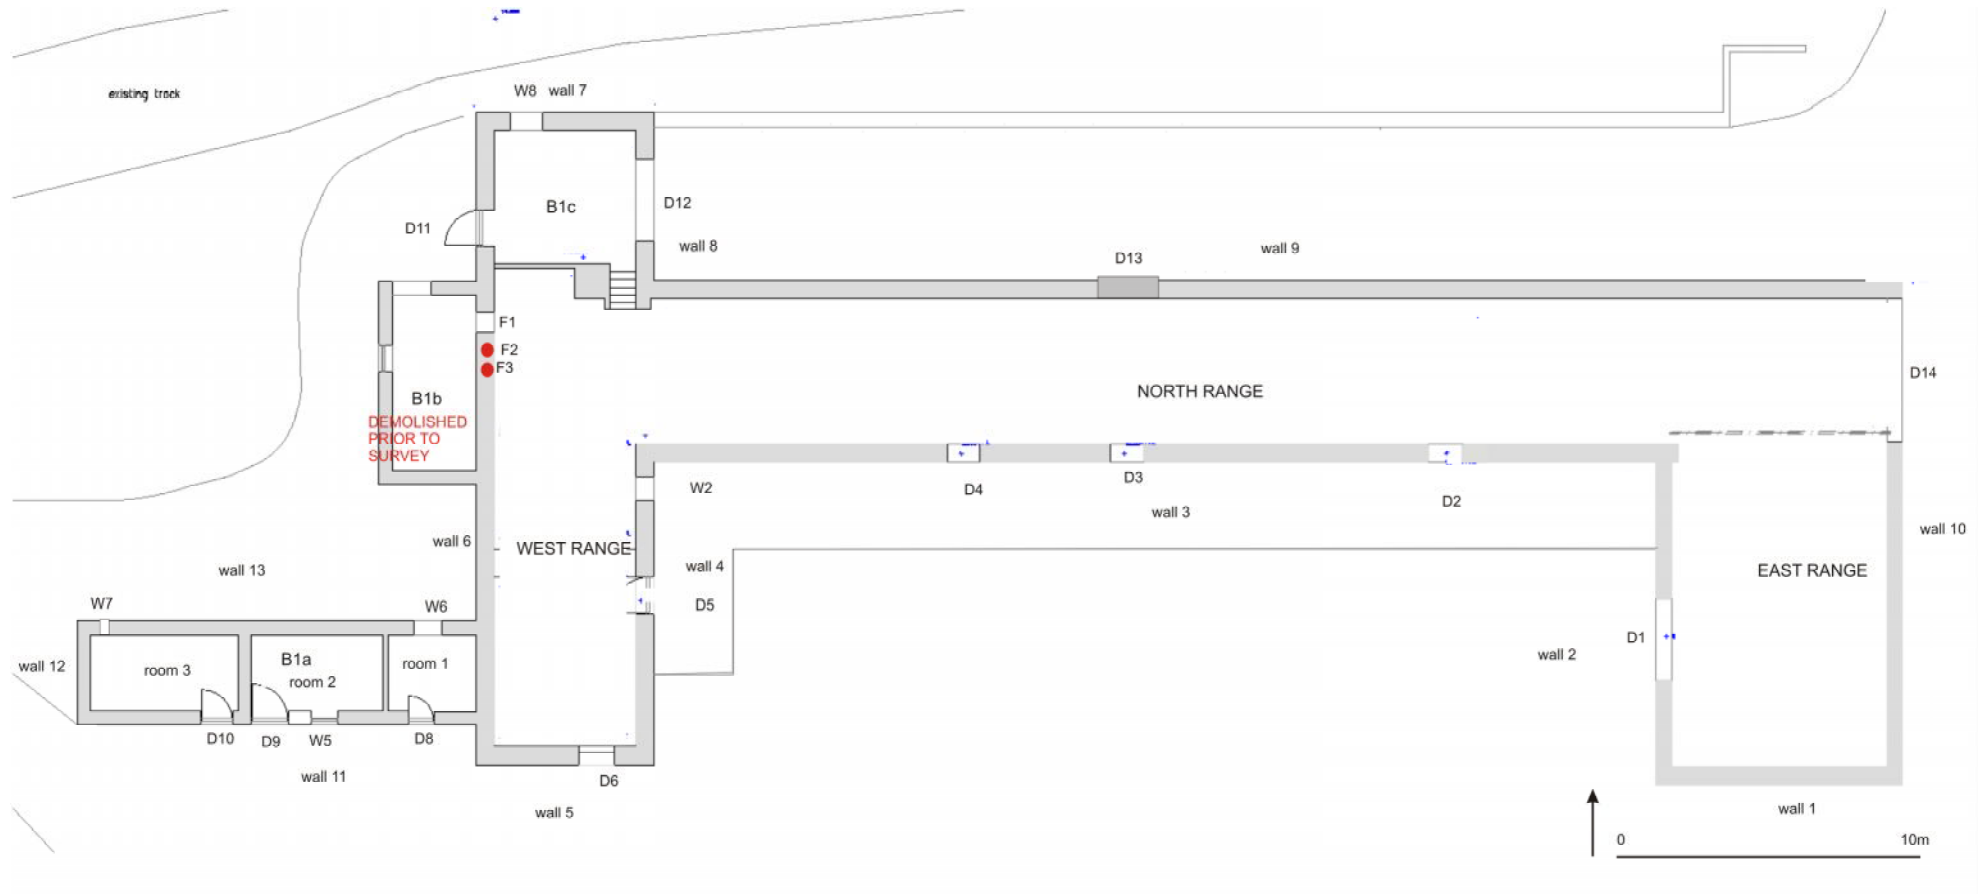 existing track
W8 wall 7
B1c
D12
D11
wall 8
wall 9
D13
F1
F2
F3
D14
NORTH RANGE
B1b
DEMOLISHED
PRIOR TO
SURVEY
W2
D4
D3
D2
wall 3
wall 10
wall 6
WEST RANGE
wall 4
EAST RANGE
wall 13
W7
W6
D5
D1
wall 2
wall 12
room 3
B1a
room 2
room 1
D10
D9
W5
D8
wall 11
D6
wall 5
wall 1
0 10m